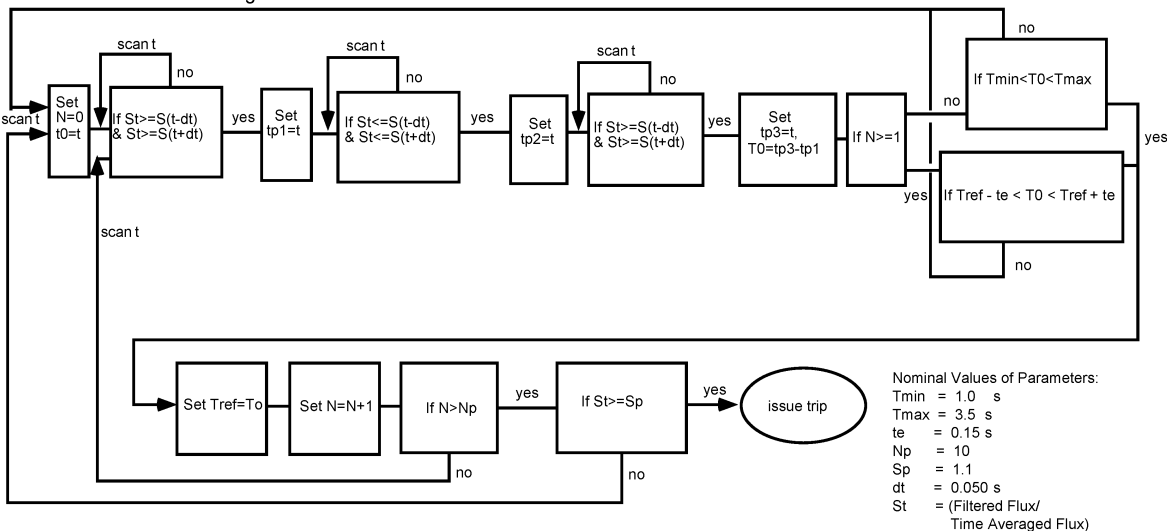 scan t
no
Set
N=0
t0=t
scan t
If St>=S(t-dt)
& St>=S(t+dt)
yes
Set
tp1=t
scan t
no
If St<=S(t-dt)
& St<=S(t+dt)
yes
Set
tp2=t
scan t
no
If St>=S(t-dt)
& St>=S(t+dt)
yes
Set
tp3=t,
T0=tp3-tp1
If N>=1
no
no
If Tmin<T0<Tmax
yes
yes
If Tref - te < T0 < Tref + te
no
scan t
Set Tref=To
Set N=N+1
If N>Np
yes
no
If St>=Sp
yes
no
issue trip
Nominal Values of Parameters:
Tmin = 1.0 s
Tmax = 3.5 s
te = 0.15 s
Np = 10
Sp = 1.1
dt = 0.050 s
St = (Filtered Flux/
Time Averaged Flux)